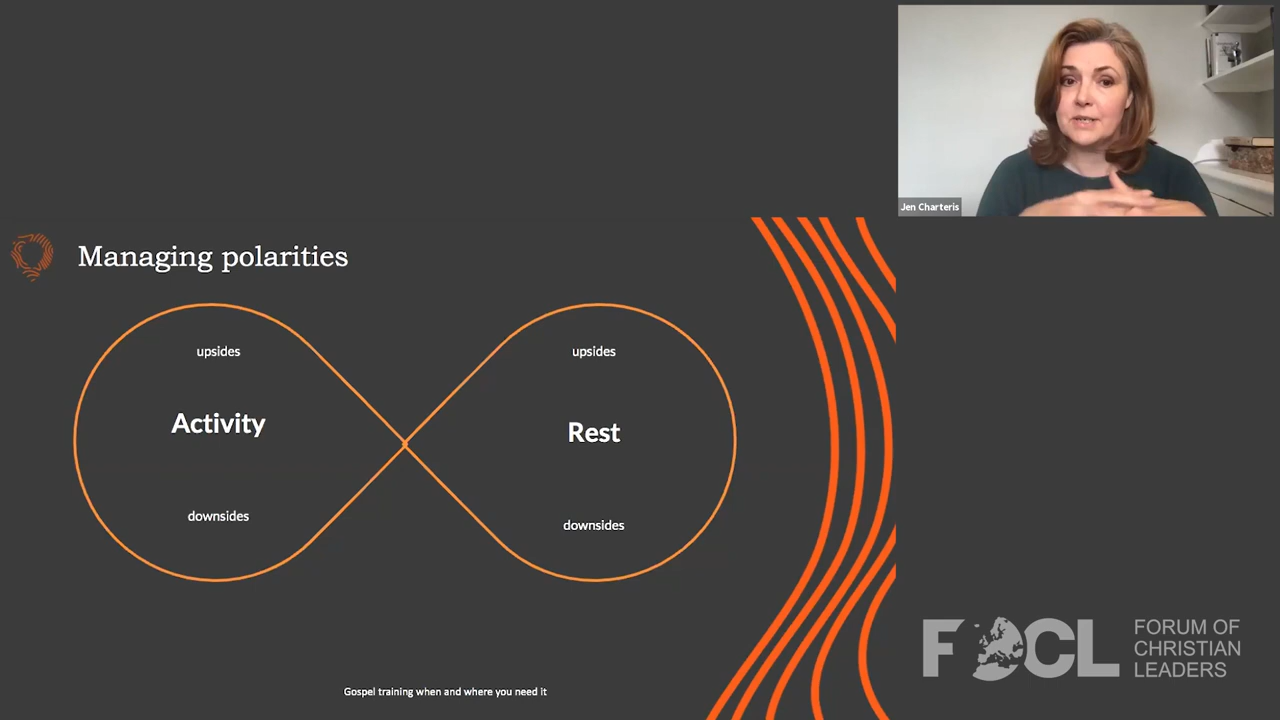 Jen Charteris
Managing polarities
upsides
upsides
Activity
Rest
downsides
downsides
Gospel training when and where you need it
FOCL
FORUM OF
CHRISTIAN
LEADERS